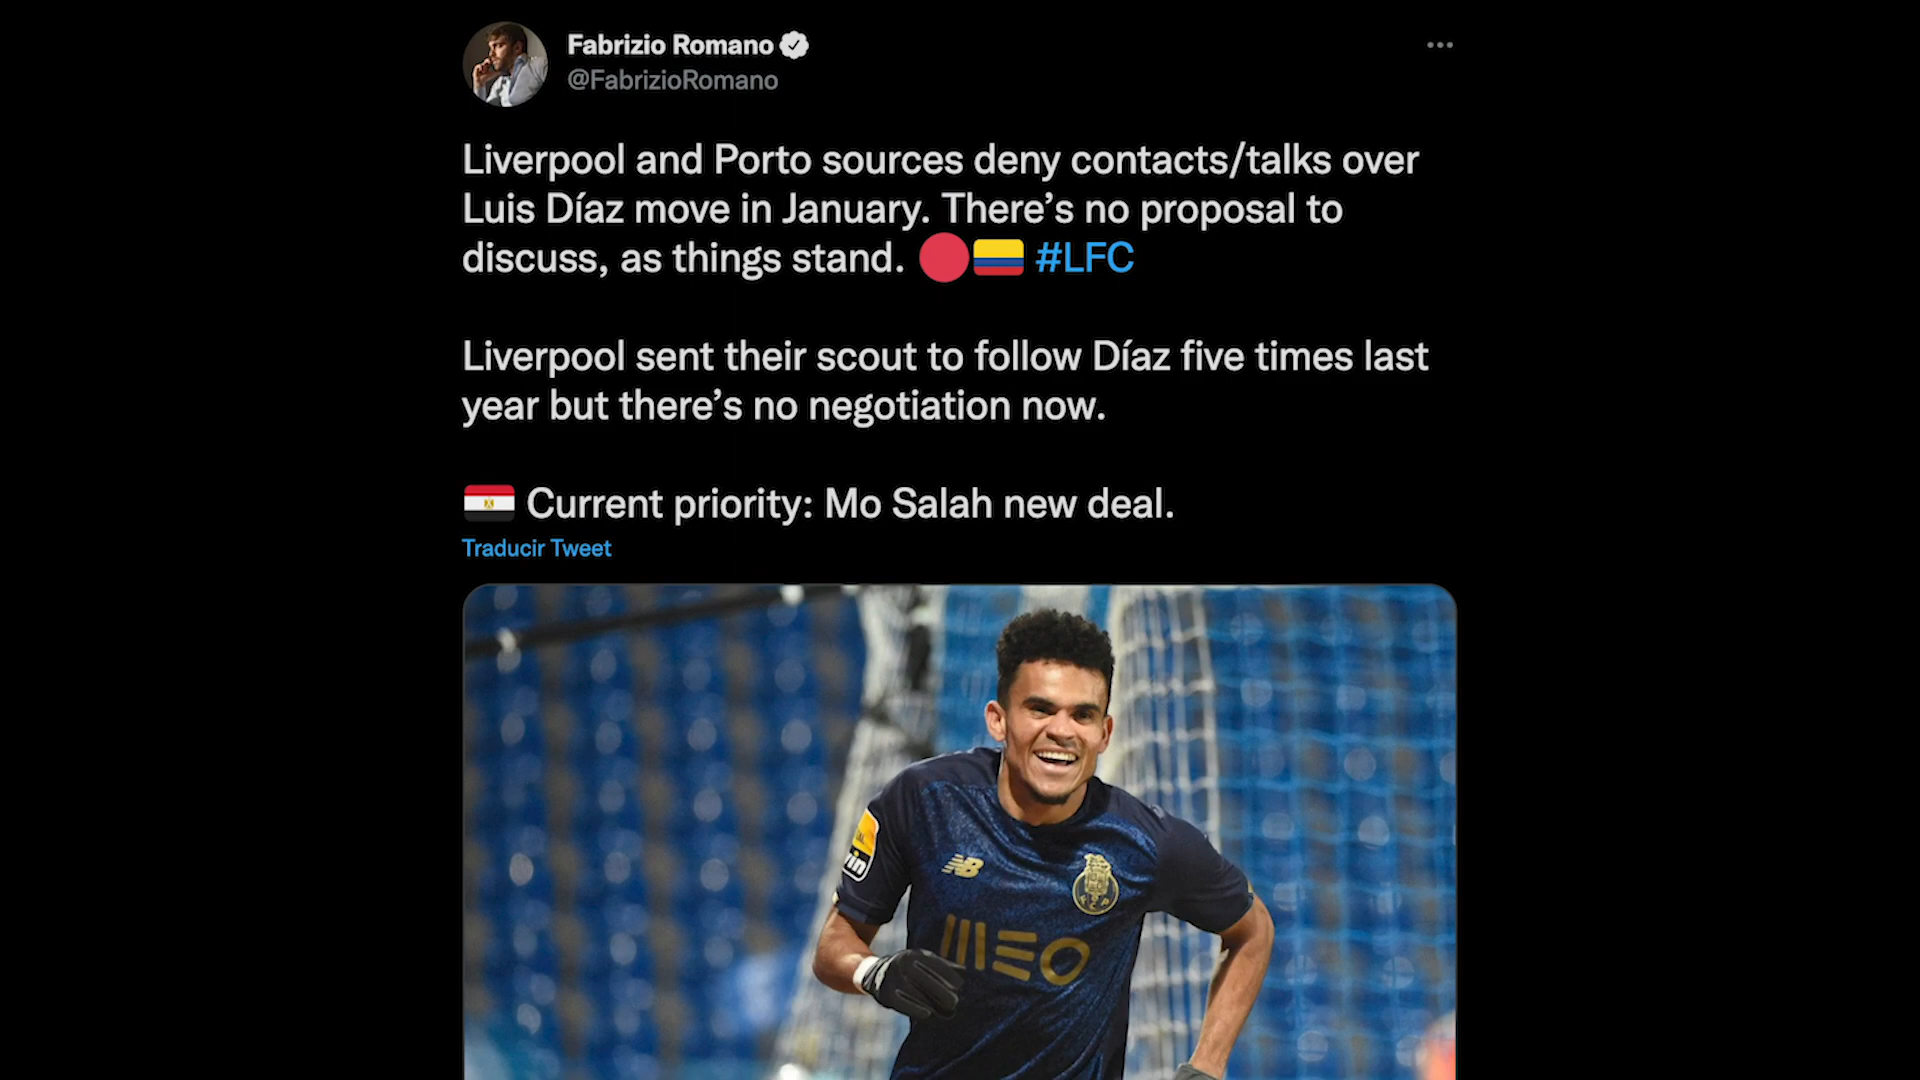 Fabrizio Romano
@FabrizioRomano
Liverpool and Porto sources deny contacts/talks over
Luis Díaz move in January. There’s no proposal to
discuss, as things stand. 🔴🇨🇴 #LFC
Liverpool sent their scout to follow Díaz five times last
year but there’s no negotiation now.
🇪🇬 Current priority: Mo Salah new deal.
Traducir Tweet
NB
FCP
MEO